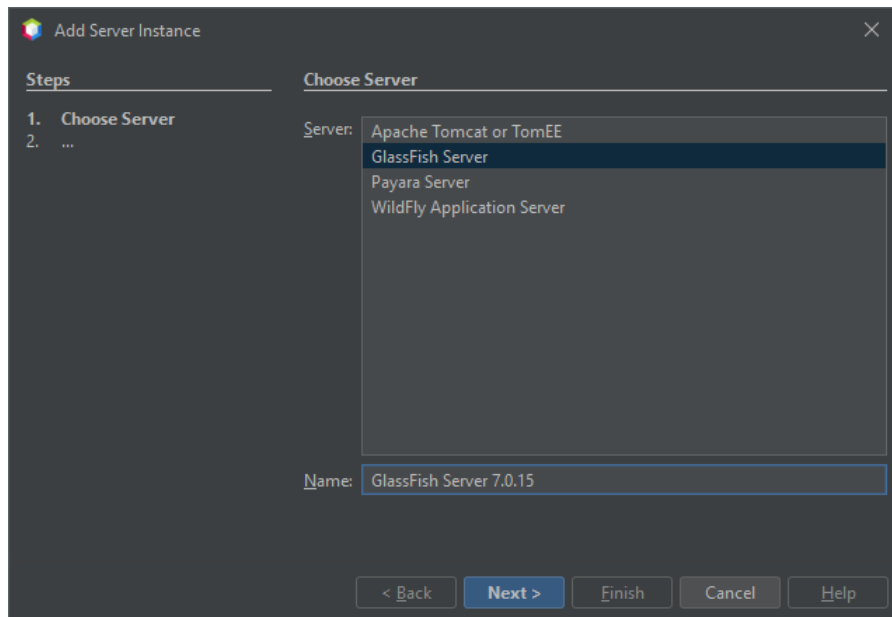 Add Server Instance
Steps
1. Choose Server
2. ...
Choose Server
Server:
Apache Tomcat or TomEE
GlassFish Server
Payara Server
WildFly Application Server
Name: GlassFish Server 7.0.15
< Back Next > Finish Cancel Help